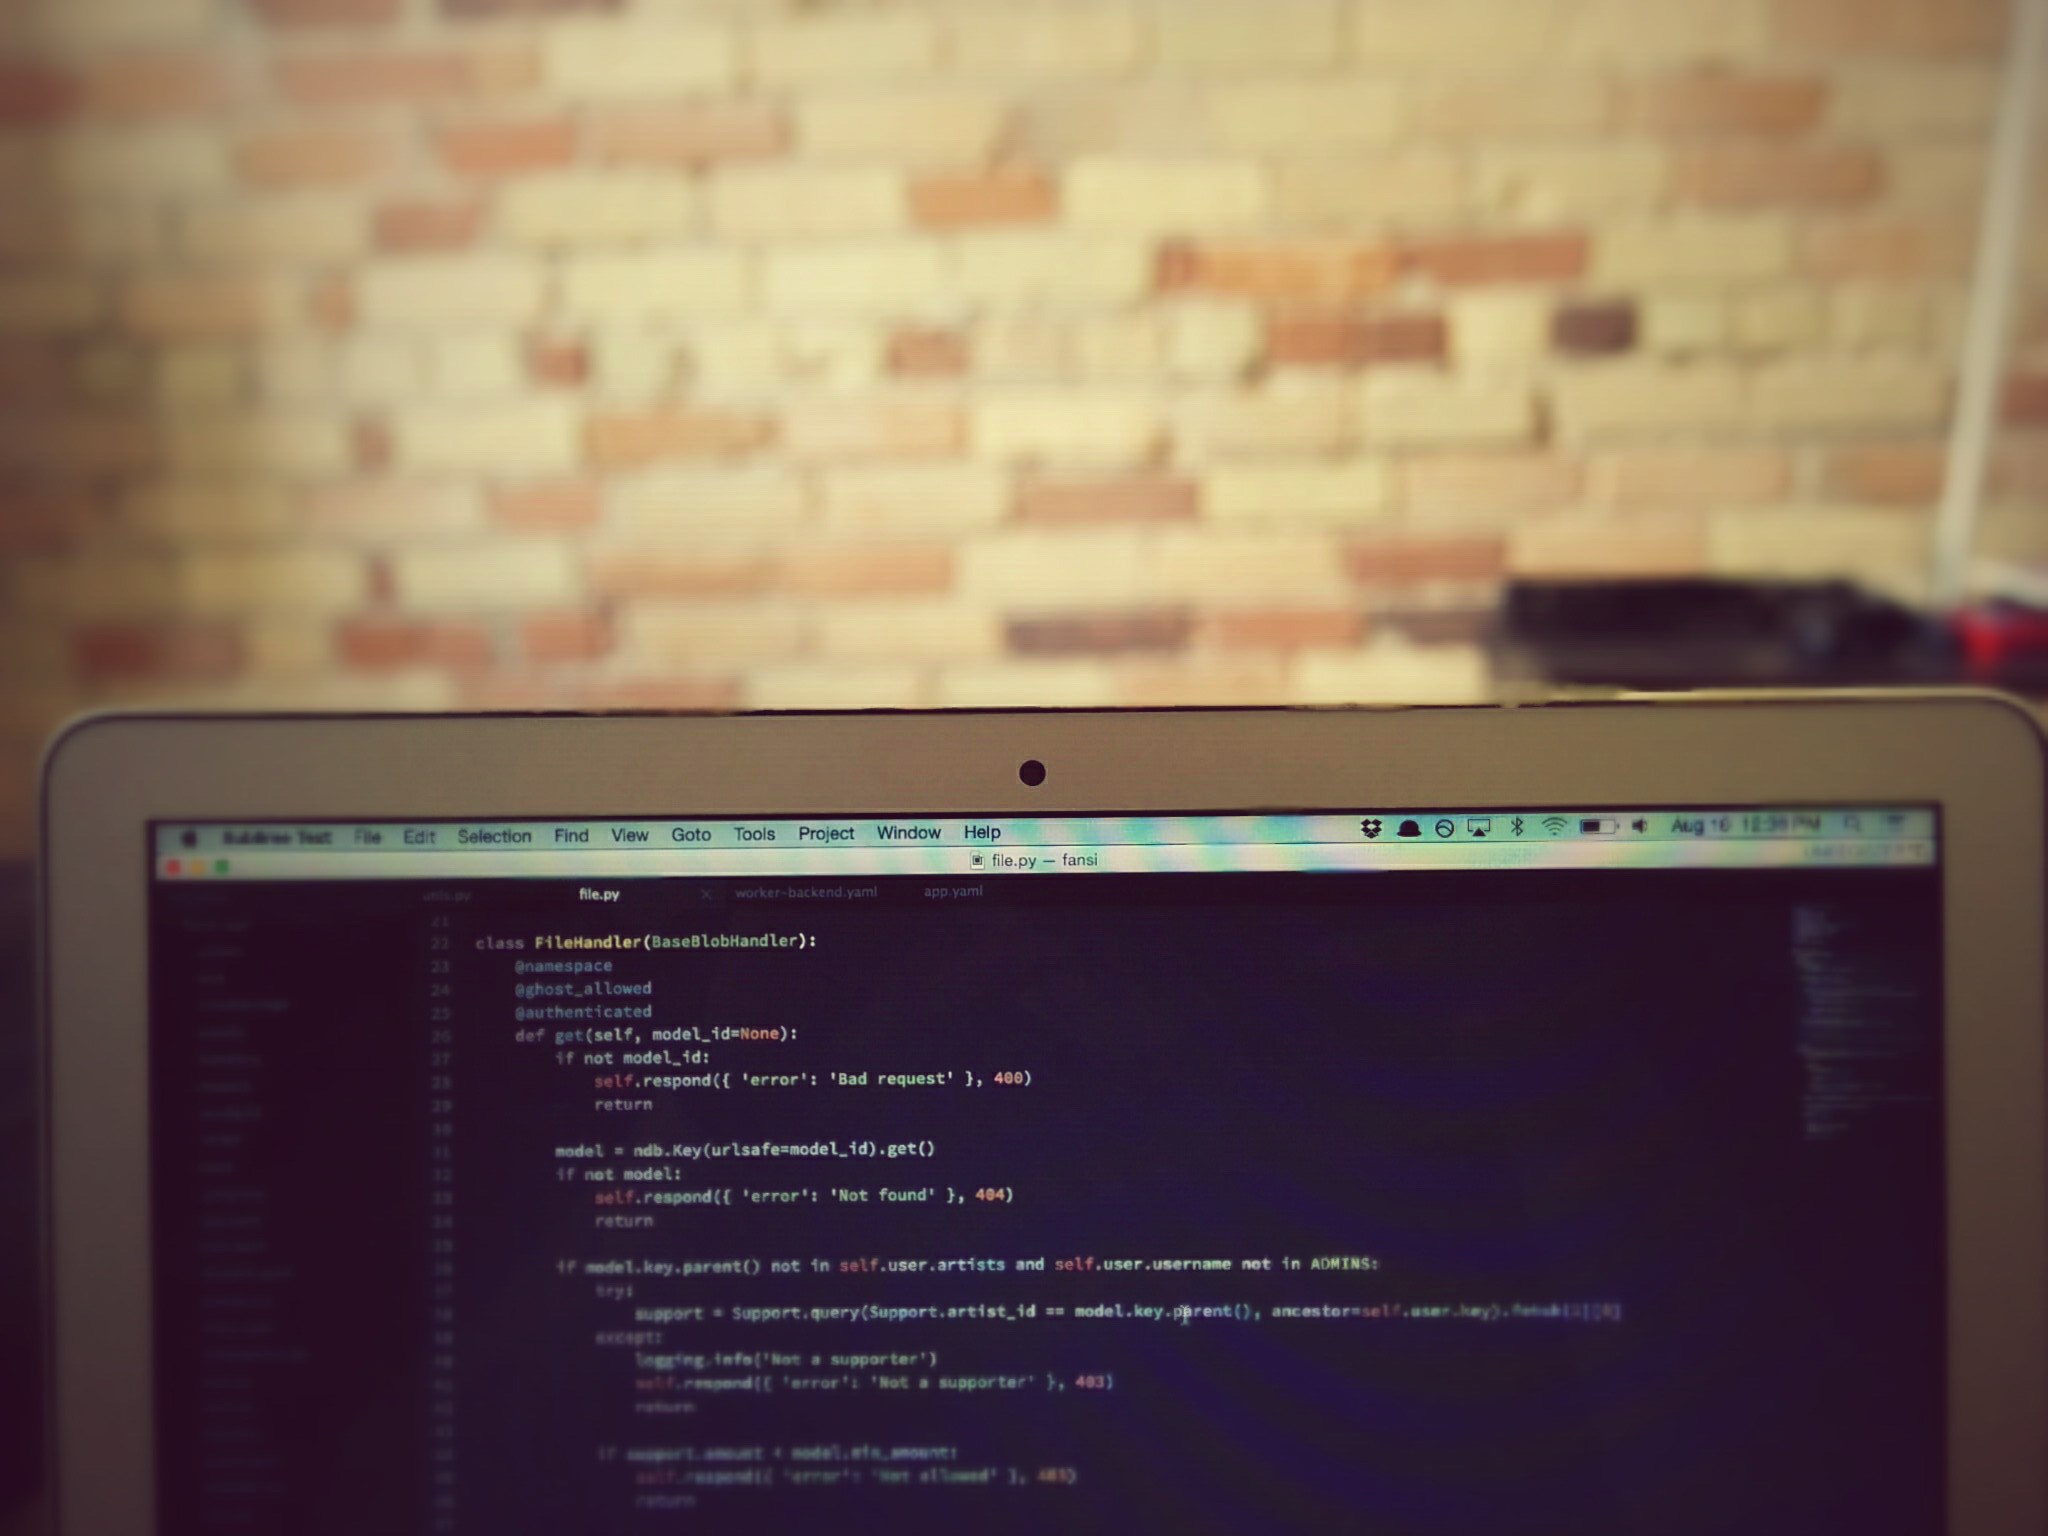 Sublime Text File Edit Selection Find View Goto Tools Project Window Help Aug 16 12:36 PM
file.py — fansi
file.py worker-backend.yaml app.yaml
21
22 class FileHandler(BaseBlobHandler):
23 @namespace
24 @ghost_allowed
25 @authenticated
26 def get(self, model_id=None):
27 if not model_id:
28 self.respond({ 'error': 'Bad request' }, 400)
29 return
30
31 model = ndb.Key(urlsafe=model_id).get()
32 if not model:
33 self.respond({ 'error': 'Not found' }, 404)
34 return
35
36 if model.key.parent() not in self.user.artists and self.user.username not in ADMINS:
37 try:
38 support = Support.query(Support.artist_id == model.key.parent(), ancestor=self.user.key).
39 except:
40 logging.info('Not a supporter')
41 self.respond({ 'error': 'Not a supporter' }, 403)
42 return
43
44 if support.amount < model.min_amount:
45 self.respond({ 'error': 'Not allowed' }, 403)
46 return